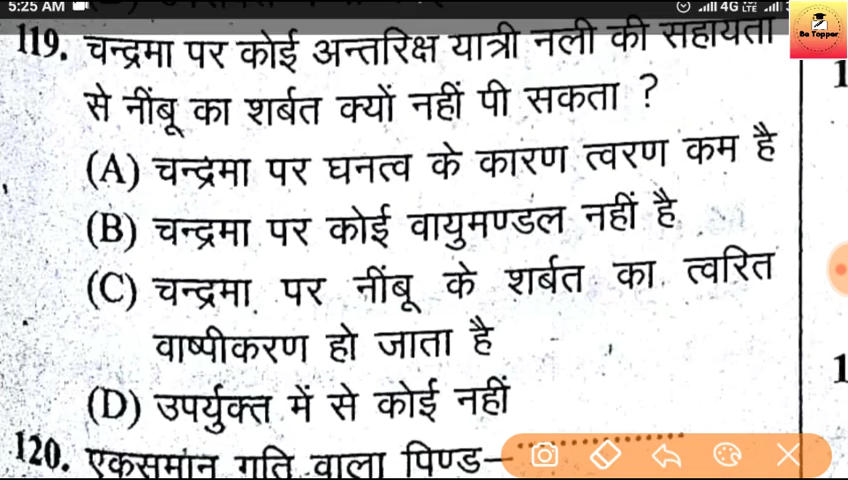 5:25 AM
4G LTE
Be Topper
119. चन्द्रमा पर कोई अन्तरिक्ष यात्री नली की सहायता
से नींबू का शर्बत क्यों नहीं पी सकता ?
(A) चन्द्रमा पर घनत्व के कारण त्वरण कम है
(B) चन्द्रमा पर कोई वायुमण्डल नहीं है
(C) चन्द्रमा पर नींबू के शर्बत का त्वरित
वाष्पीकरण हो जाता है
(D) उपर्युक्त में से कोई नहीं
120. एकसमान गति वाला पिण्ड—